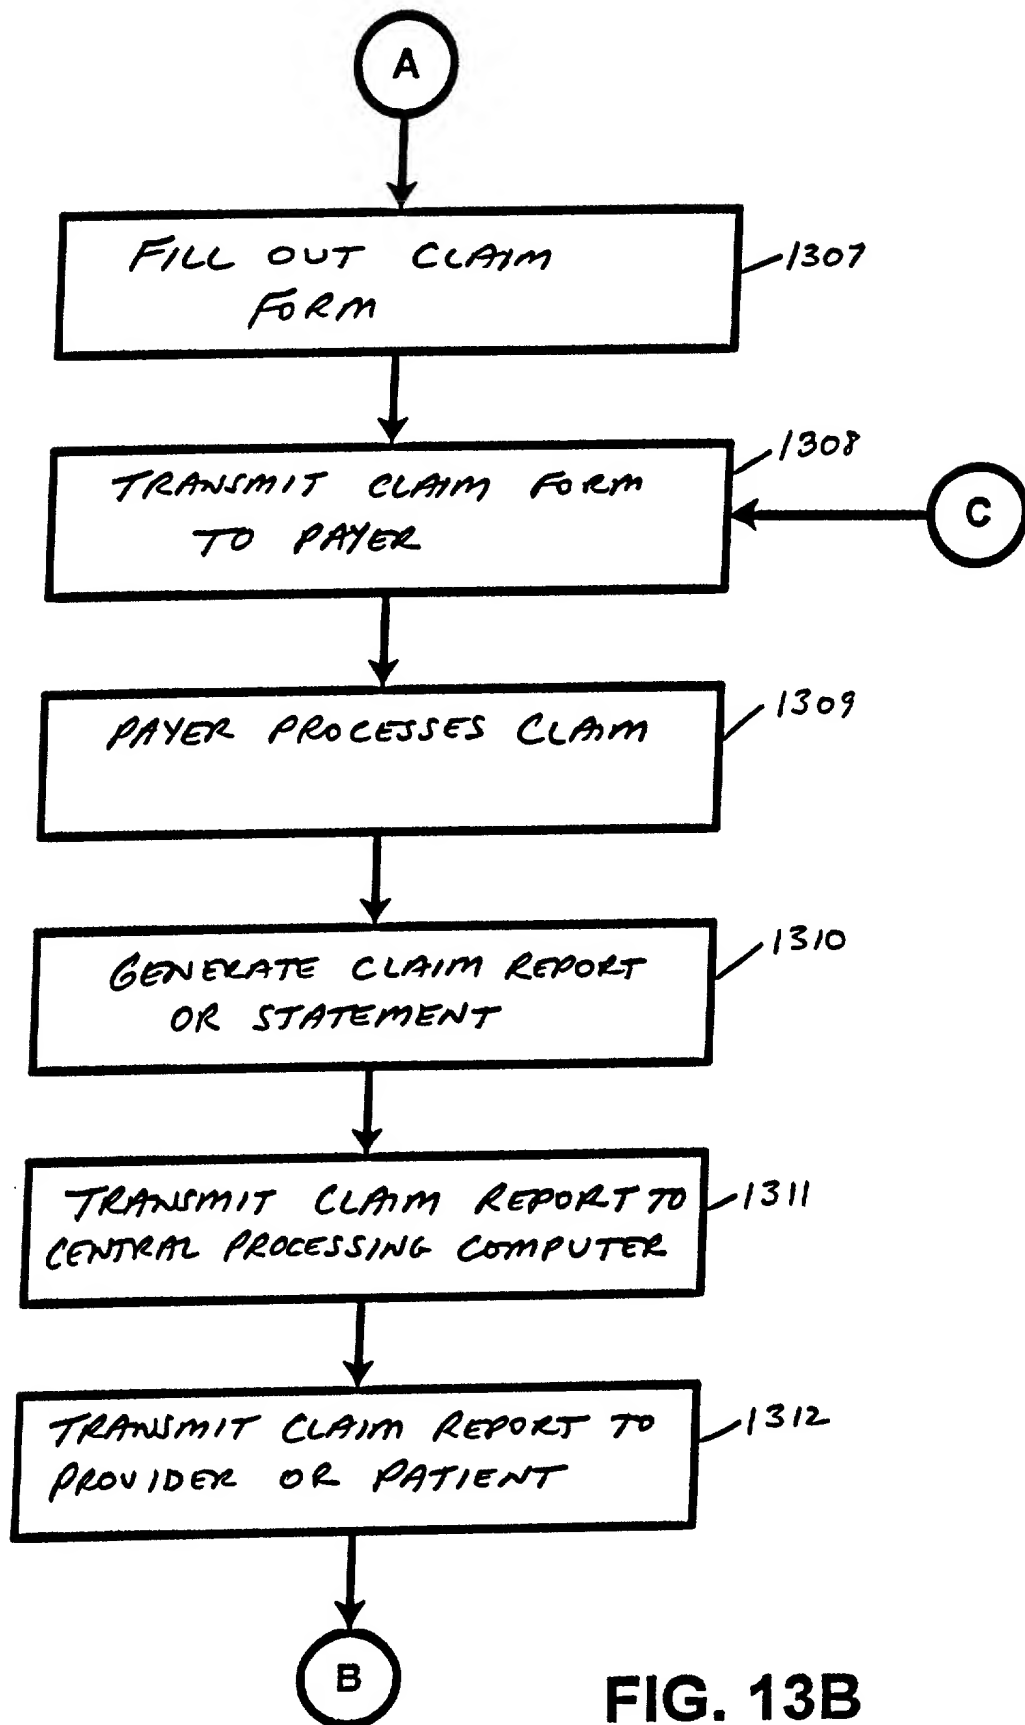 A
FILL OUT CLAIM
FORM
1307
TRANSMIT CLAIM FORM
TO PAYER
1308
C
PAYER PROCESSES CLAIM
1309
GENERATE CLAIM REPORT
OR STATEMENT
1310
TRANSMIT CLAIM REPORT TO
CENTRAL PROCESSING COMPUTER
1311
TRANSMIT CLAIM REPORT TO
PROVIDER OR PATIENT
1312
B
FIG. 13B